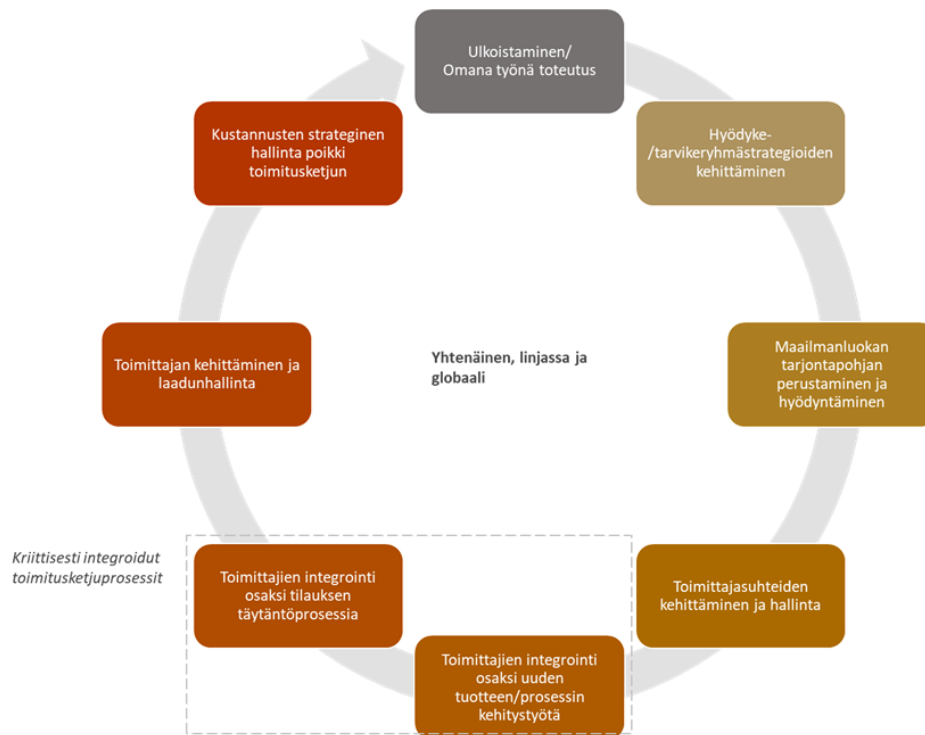 Ulkoistaminen/
Omana työnä toteutus
Hyödyke-
/tarvikeryhmästrategioiden
kehittäminen
Maailmanluokan
tarjontapohjan
perustaminen ja
hyödyntäminen
Toimittajasuhteiden
kehittäminen ja hallinta
Toimittajien integrointi
osaksi uuden
tuotteen/prosessin
kehitystyötä
Toimittajien integrointi
osaksi tilauksen
täytäntöprosessia
Toimittajan kehittäminen ja
laadunhallinta
Kustannusten strateginen
hallinta poikki
toimitusketjun
Yhtenäinen, linjassa ja
globaali
Kriittisesti integroidut
toimitusketjuprosessit